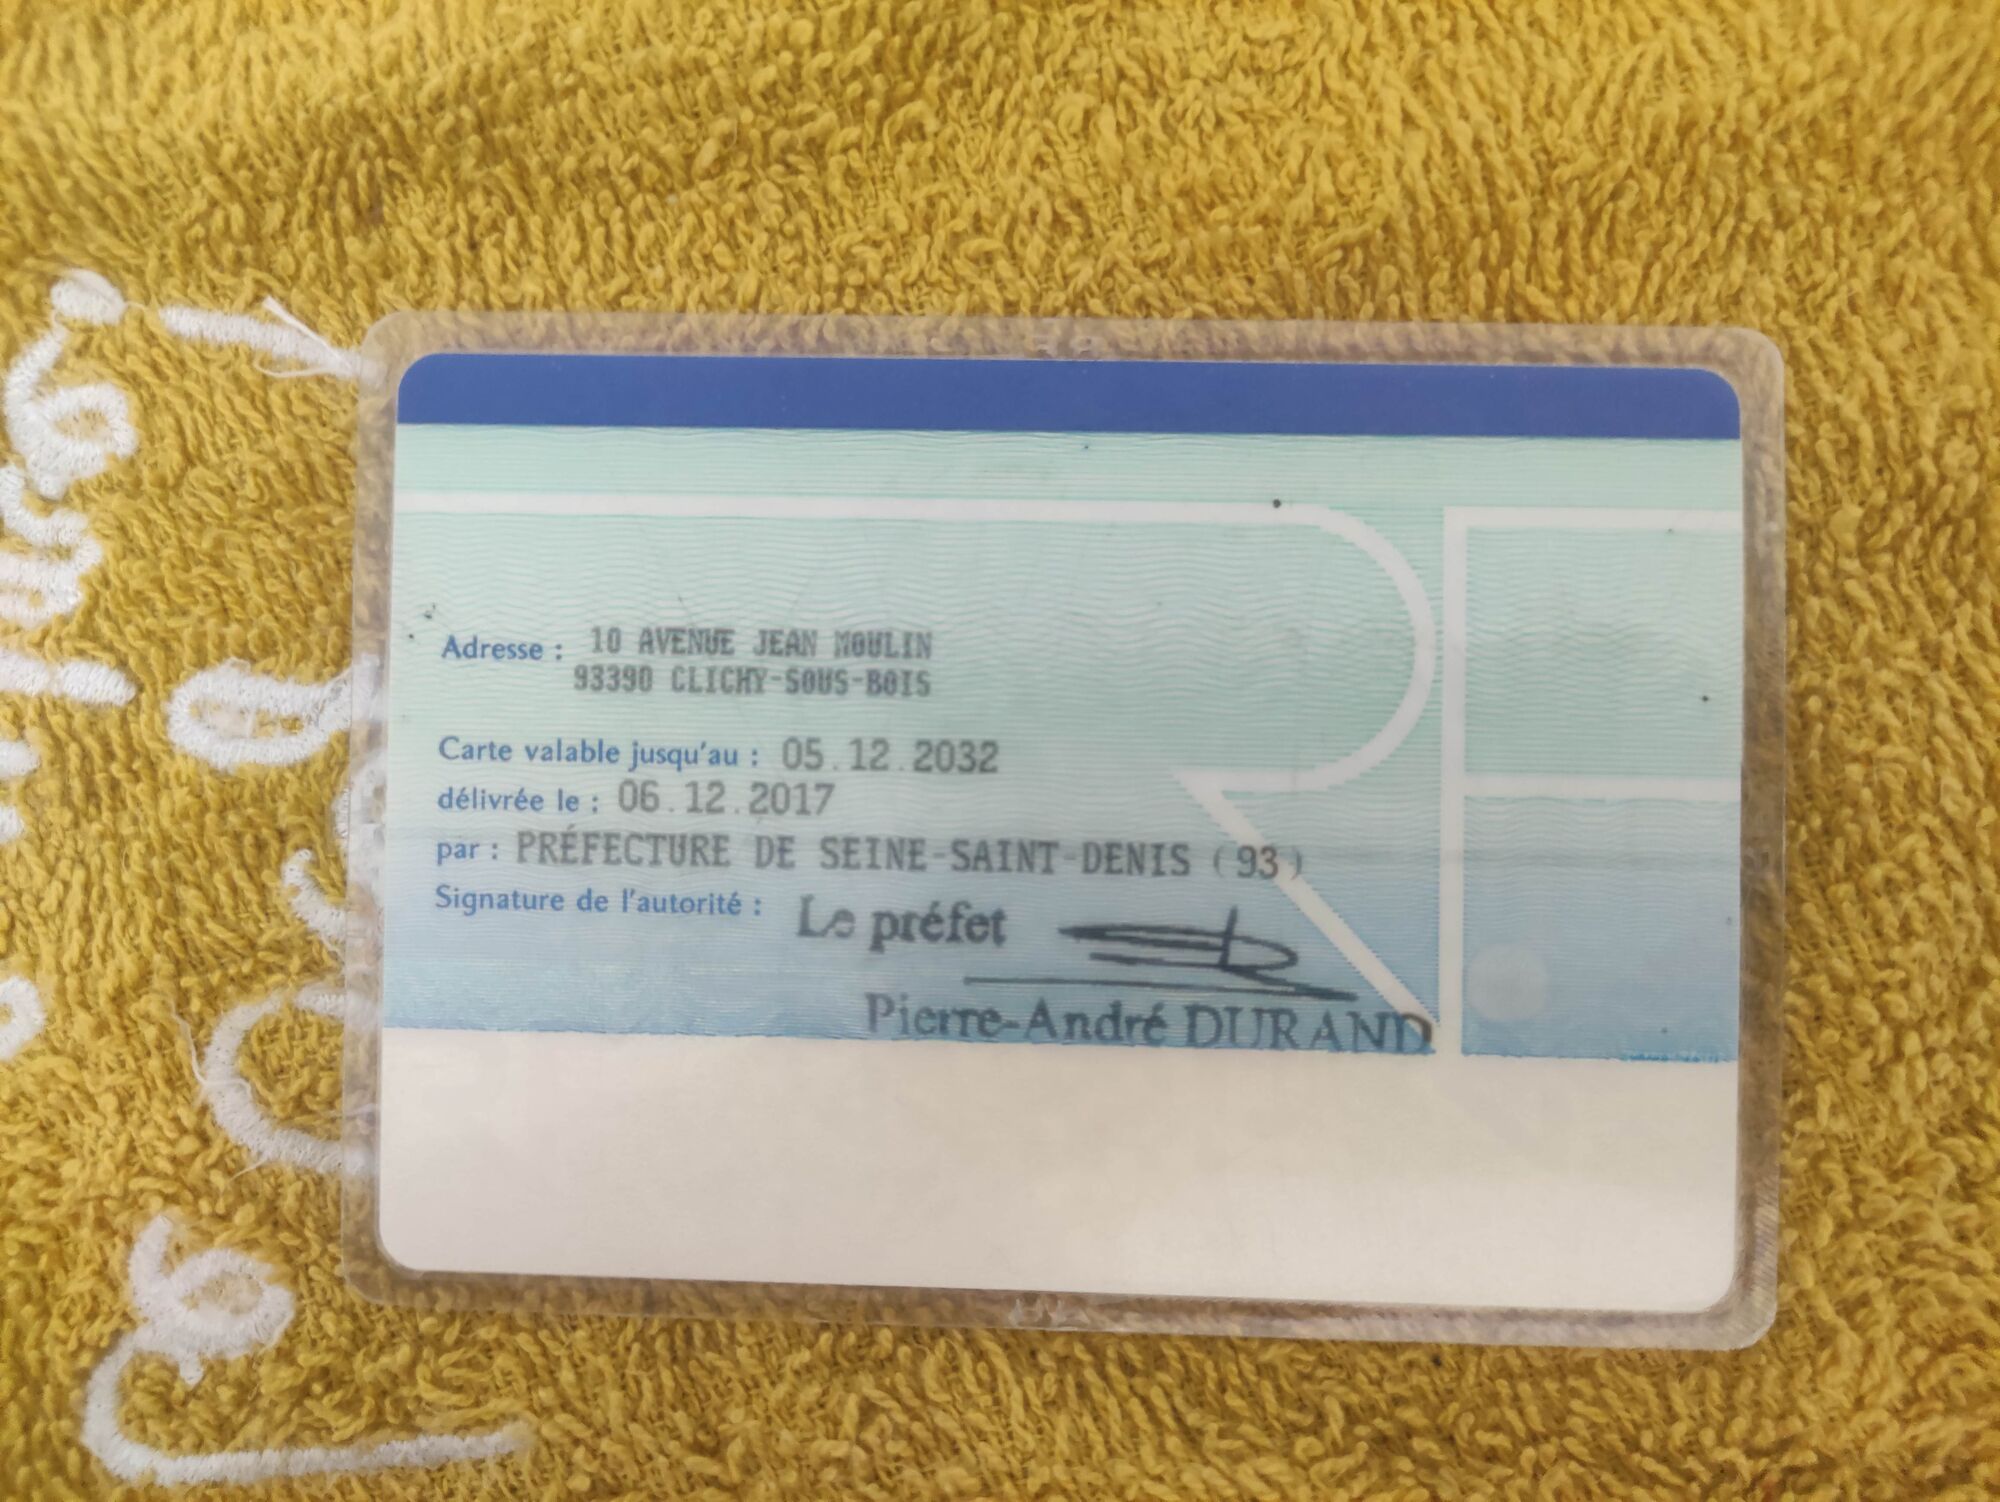 Adresse : 10 AVENUE JEAN MOULIN
93390 CLICHY-SOUS-BOIS
Carte valable jusqu'au : 05.12.2032
délivrée le : 06.12.2017
par : PRÉFECTURE DE SEINE-SAINT-DENIS (93)
Signature de l'autorité : Le préfet
Pierre-André DURAND